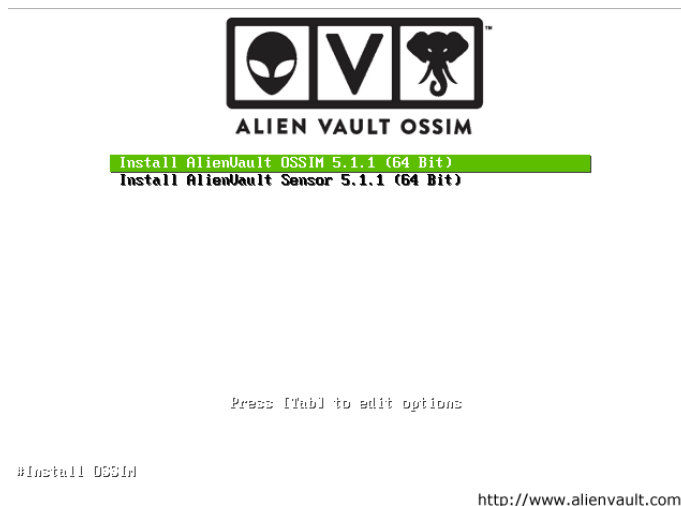 V ™
ALIEN VAULT OSSIM
Install AlienVault OSSIM 5.1.1 (64 Bit)
Install AlienVault Sensor 5.1.1 (64 Bit)
Press [Tab] to edit options
#Install OSSIM
http://www.alienvault.com